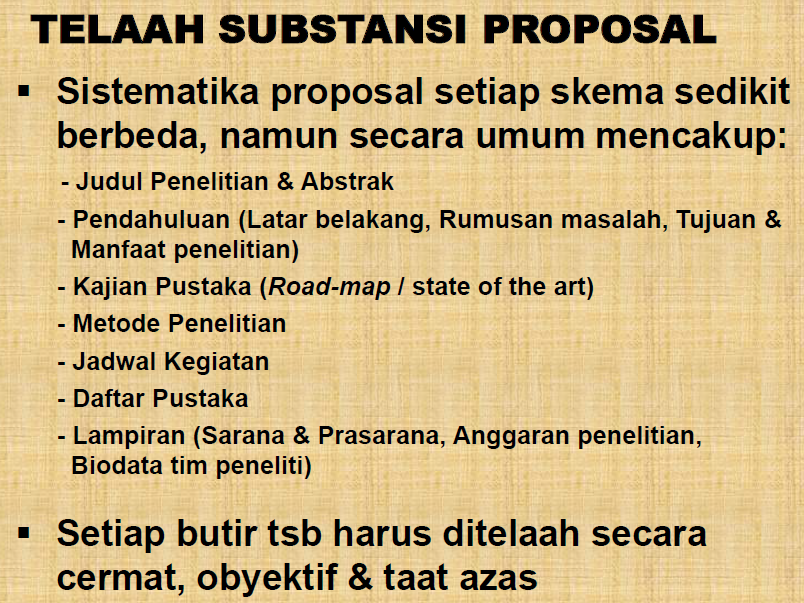 TELAAH SUBSTANSI PROPOSAL
▪ Sistematika proposal setiap skema sedikit
berbeda, namun secara umum mencakup:
- Judul Penelitian & Abstrak
- Pendahuluan (Latar belakang, Rumusan masalah, Tujuan &
Manfaat penelitian)
- Kajian Pustaka (Road-map / state of the art)
- Metode Penelitian
- Jadwal Kegiatan
- Daftar Pustaka
- Lampiran (Sarana & Prasarana, Anggaran penelitian,
Biodata tim peneliti)
▪ Setiap butir tsb harus ditelaah secara
cermat, obyektif & taat azas